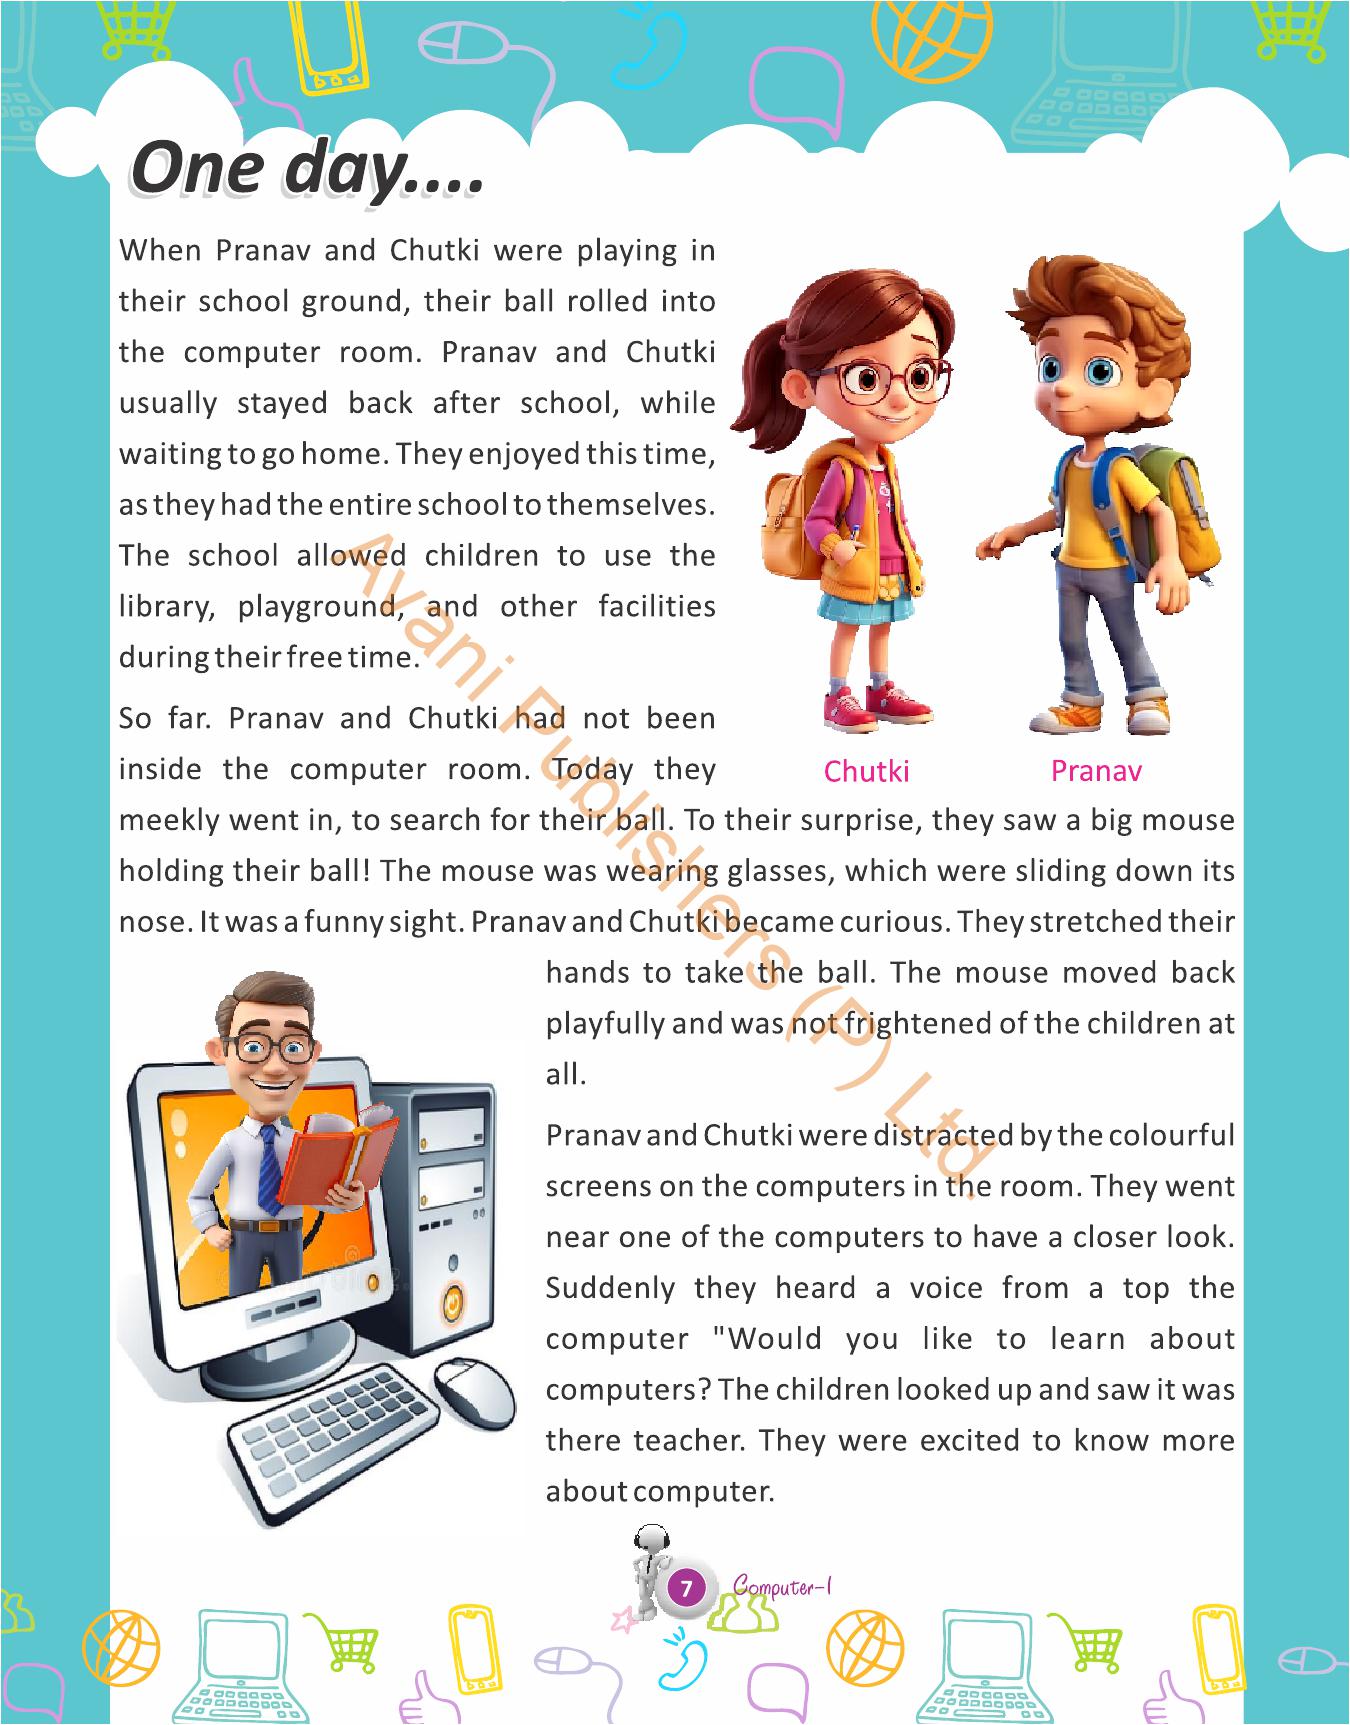 One day....
When Pranav and Chutki were playing in
their school ground, their ball rolled into
the computer room. Pranav and Chutki
usually stayed back after school, while
waiting to go home. They enjoyed this time,
as they had the entire school to themselves.
The school allowed children to use the
library, playground, and other facilities
during their free time.
So far. Pranav and Chutki had not been
inside the computer room. Today they
Chutki
Pranav
meekly went in, to search for their ball. To their surprise, they saw a big mouse
holding their ball! The mouse was wearing glasses, which were sliding down its
nose. It was a funny sight. Pranav and Chutki became curious. They stretched their
hands to take the ball. The mouse moved back
playfully and was not frightened of the children at
all.
Pranav and Chutki were distracted by the colourful
screens on the computers in the room. They went
near one of the computers to have a closer look.
Suddenly they heard a voice from a top the
computer "Would you like to learn about
computers? The children looked up and saw it was
there teacher. They were excited to know more
about computer.
Avani Publishers (P) Ltd.
7
Computer-1